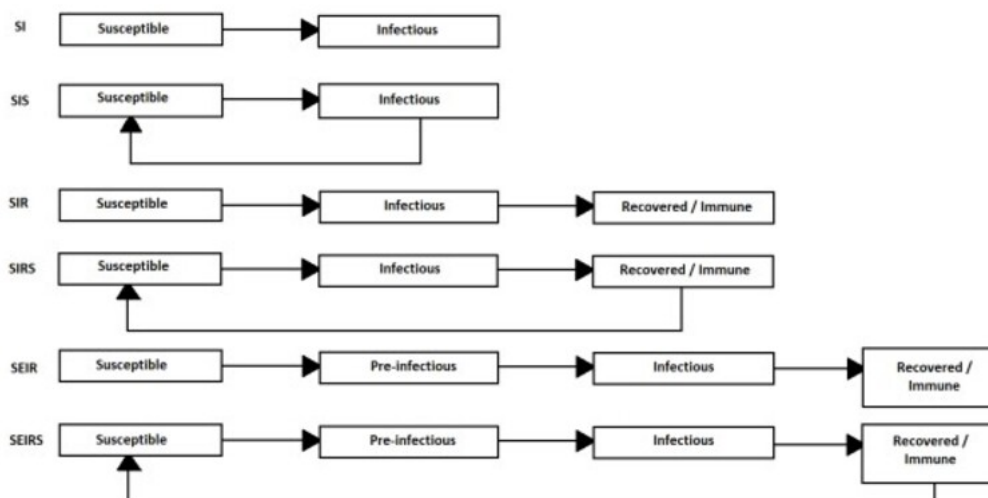 SI Susceptible Infectious
SIS Susceptible Infectious
SIR Susceptible Infectious Recovered / Immune
SIRS Susceptible Infectious Recovered / Immune
SEIR Susceptible Pre-infectious Infectious Recovered /
Immune
SEIRS Susceptible Pre-infectious Infectious Recovered /
Immune